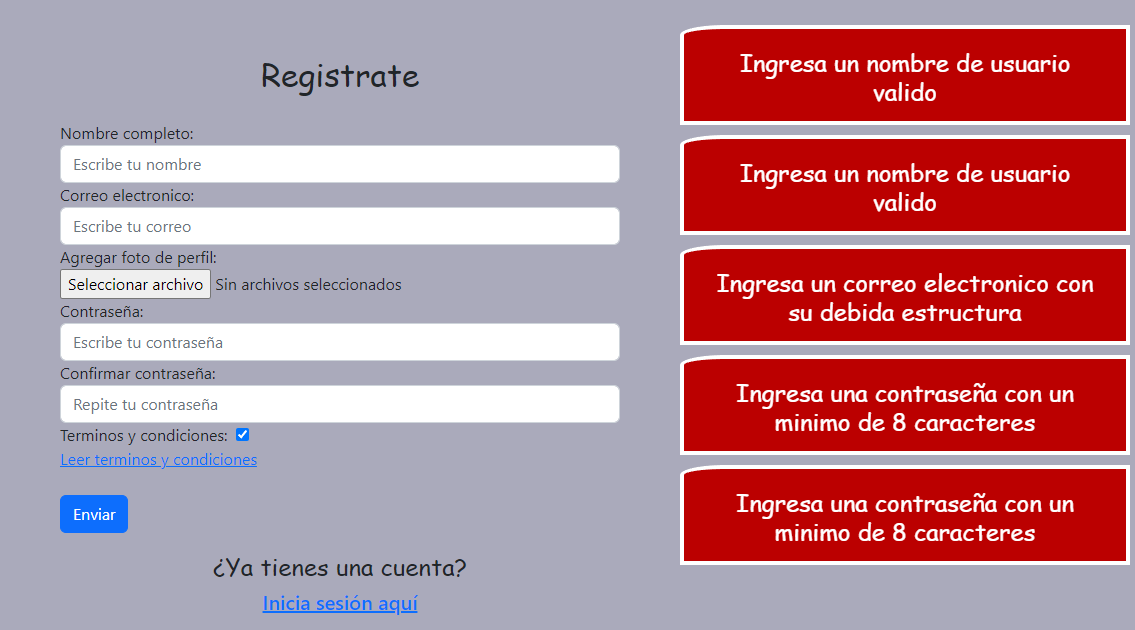 Registrate
Nombre completo:
Escribe tu nombre
Correo electronico:
Escribe tu correo
Agregar foto de perfil:
Seleccionar archivo Sin archivos seleccionados
Contraseña:
Escribe tu contraseña
Confirmar contraseña:
Repite tu contraseña
Terminos y condiciones:
Leer terminos y condiciones
Enviar
¿Ya tienes una cuenta?
Inicia sesión aquí
Ingresa un nombre de usuario
valido
Ingresa un nombre de usuario
valido
Ingresa un correo electronico con
su debida estructura
Ingresa una contraseña con un
minimo de 8 caracteres
Ingresa una contraseña con un
minimo de 8 caracteres